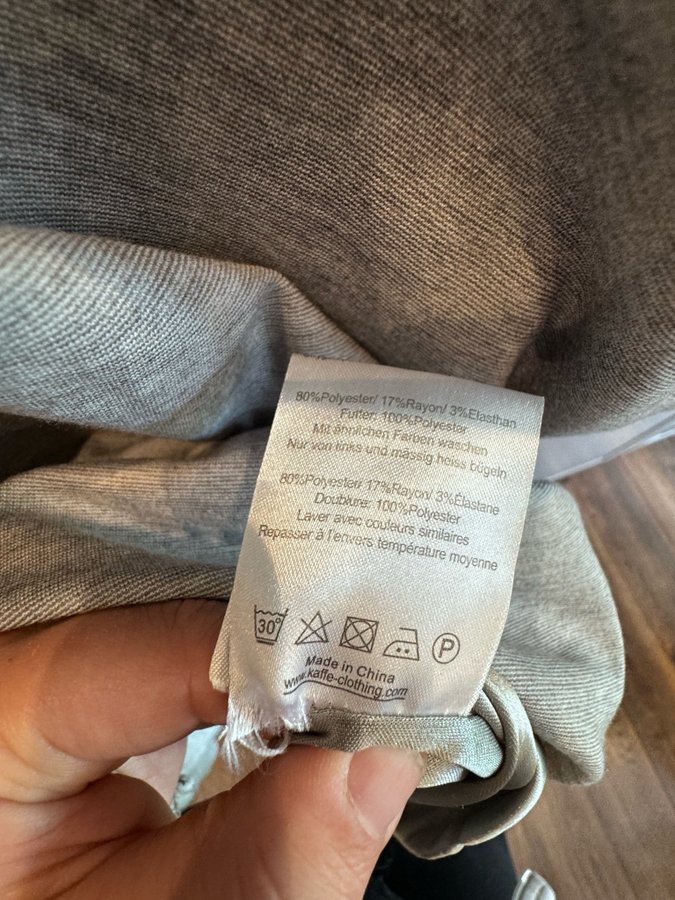 80%Polyester/ 17%Rayon/ 3%Elasthan
Futter: 100%Polyester
Mit ähnlichen Farben waschen
Nur von links und mässig heiss bügeln
80%Polyester/ 17%Rayon/ 3%Élastane
Doublure: 100%Polyester
Laver avec couleurs similaires
Repasser à l'envers température moyenne
30° P
Made in China
www.kaffe-clothing.com